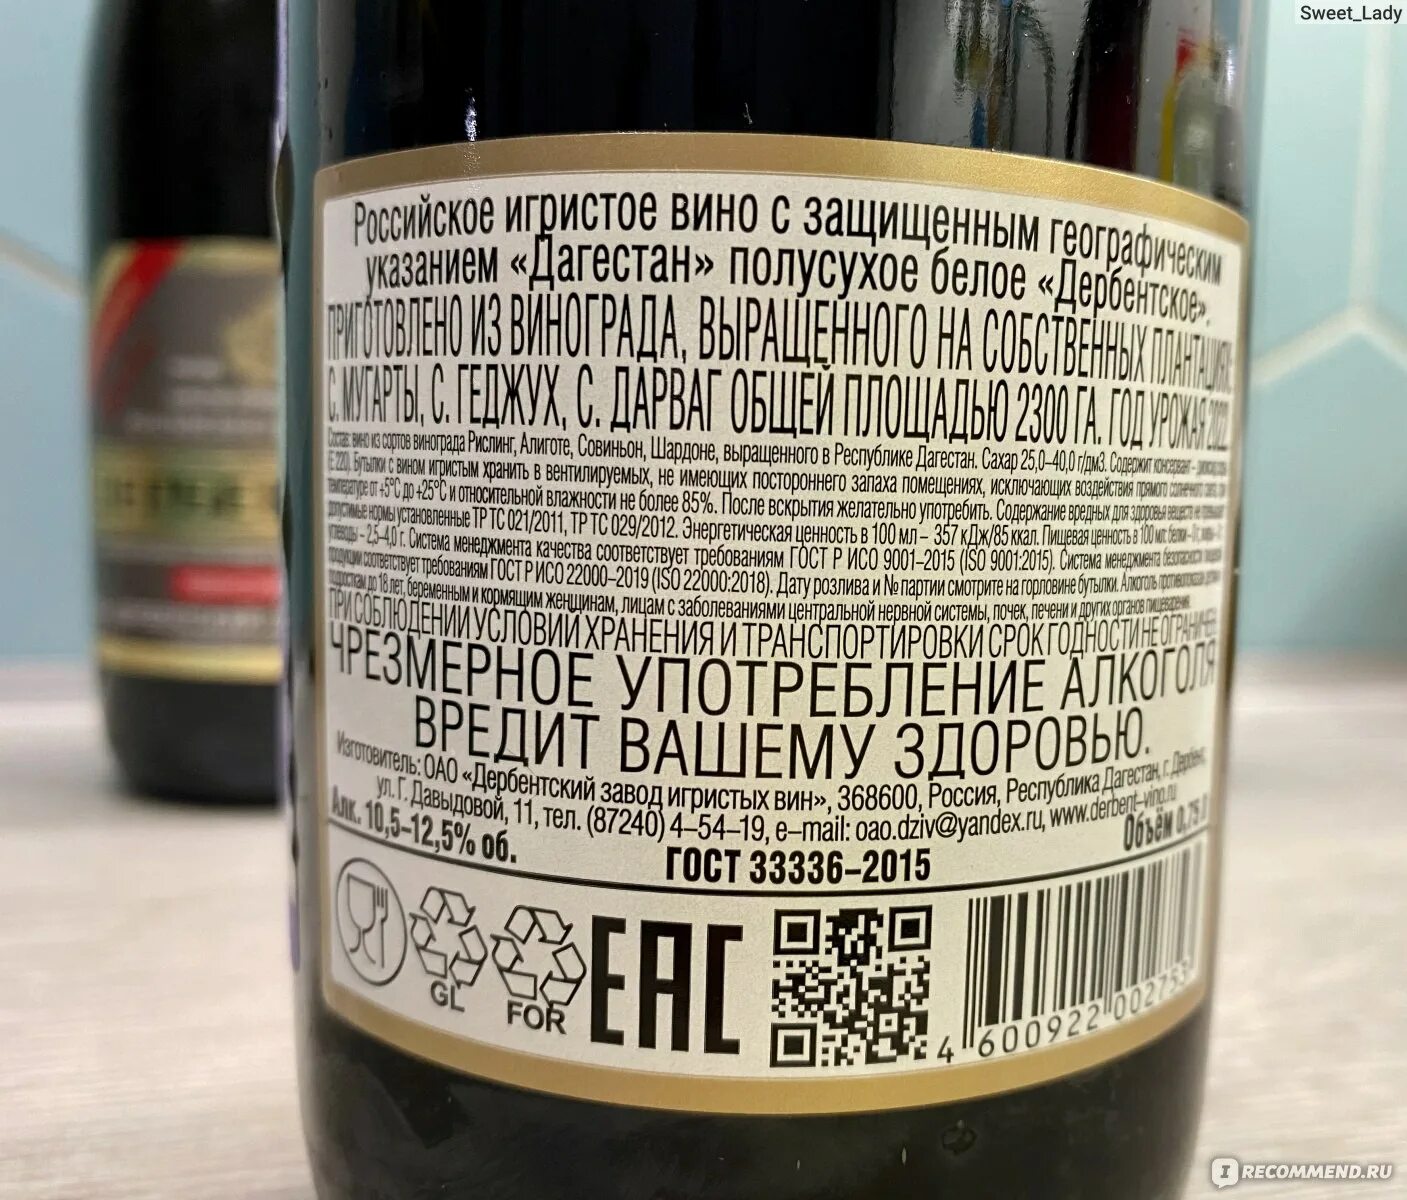 Sweet_Lady
Российское игристое вино с защищенным географическим
указанием «Дагестан» полусухое белое «Дербентское».
ПРИГОТОВЛЕНО ИЗ ВИНОГРАДА, ВЫРАЩЕННОГО НА СОБСТВЕННЫХ ПЛАНТАЦИЯХ:
С. МУГАРТЫ, С. ГЕДЖУХ, С. ДАРВАГ ОБЩЕЙ ПЛОЩАДЬЮ 2300 ГА. ГОД УРОЖАЯ 2022
Состав: вино из сортов винограда Рислинг, Алиготе, Совиньон, Шардоне, выращенного в Республике Дагестан. Сахар 25,0–40,0 г/дм3. Содержит консервант – диоксид серы
(Е 220). Бутылки с вином игристым хранить в вентилируемых, не имеющих постороннего запаха помещениях, исключающих воздействия прямого солнечного света, при
температуре от +5°С до +25°С и относительной влажности не более 85%. После вскрытия желательно употребить. Содержание вредных для здоровья веществ не превышает
допустимые нормы установленные ТР ТС 021/2011, ТР ТС 029/2012. Энергетическая ценность в 100 мл – 357 кДж/85 ккал. Пищевая ценность в 100 мл: белки –
углеводы – 2,5–4,0 г. Система менеджмента качества соответствует требованиям ГОСТ Р ИСО 9001–2015 (ISO 9001:2015). Система менеджмента безопасности пищевой
продукции соответствует требованиям ГОСТ Р ИСО 22000–2019 (ISO 22000:2018). Дату розлива и № партии смотрите на горловине бутылки. Алкоголь противопоказан детям и
подросткам до 18 лет, беременным и кормящим женщинам, лицам с заболеваниями центральной нервной системы, почек, печени и других органов пищеварения.
ПРИ СОБЛЮДЕНИИ УСЛОВИЙ ХРАНЕНИЯ И ТРАНСПОРТИРОВКИ СРОК ГОДНОСТИ НЕ ОГРАНИЧЕН.
ЧРЕЗМЕРНОЕ УПОТРЕБЛЕНИЕ АЛКОГОЛЯ
ВРЕДИТ ВАШЕМУ ЗДОРОВЬЮ.
Изготовитель: ОАО «Дербентский завод игристых вин», 368600, Россия, Республика Дагестан, г. Дербент,
ул. Г. Давыдовой, 11, тел. (87240) 4–54–19, e–mail: oao.dziv@yandex.ru, www.derbent–vino.ru
Алк. 10,5–12,5% об.
Объём 0,75 л
ГОСТ 33336–2015
GL
FOR
EAC
4 600922 002753
IRECOMMEND.RU